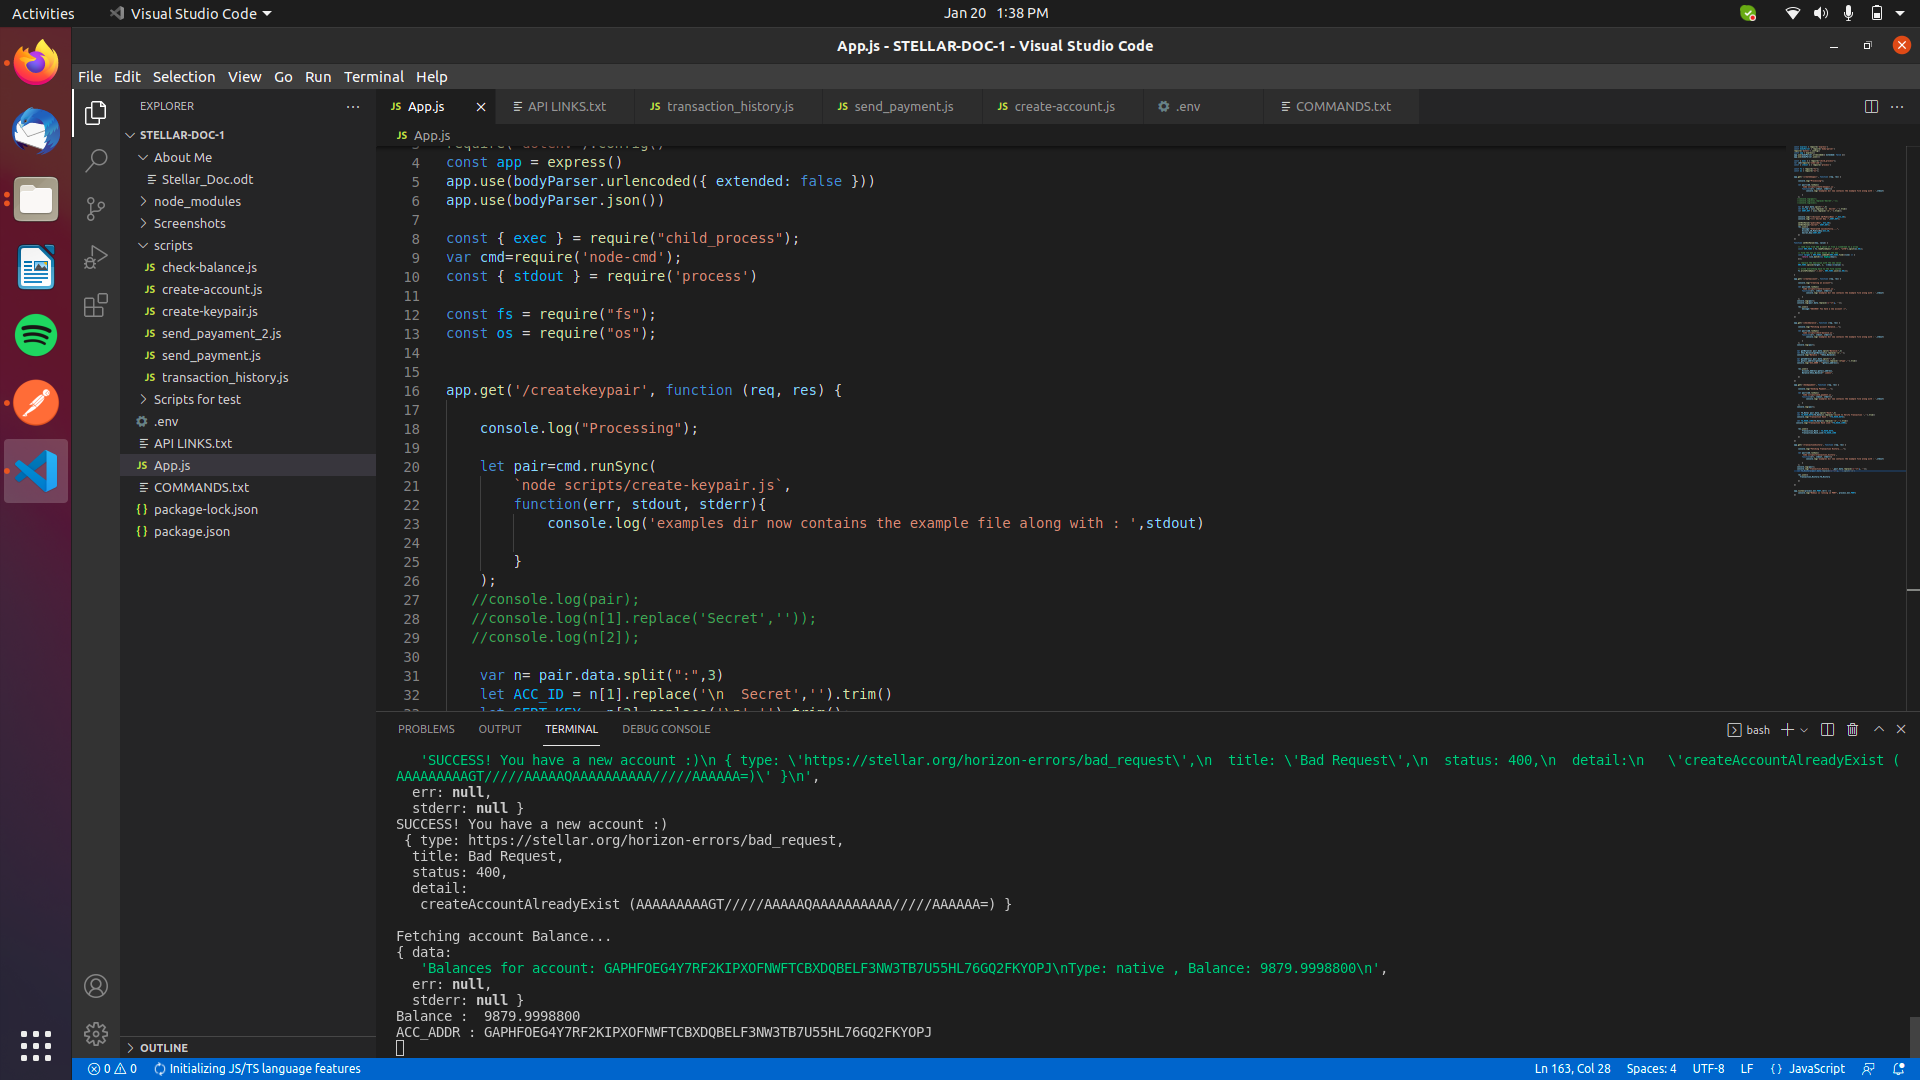 Activities
Visual Studio Code
Jan 20 1:38 PM
App.js - STELLAR-DOC-1 - Visual Studio Code
File Edit Selection View Go Run Terminal Help
EXPLORER
STELLAR-DOC-1
About Me
Stellar_Doc.odt
node_modules
Screenshots
scripts
JS check-balance.js
JS create-account.js
JS create-keypair.js
JS send_payament_2.js
JS send_payment.js
JS transaction_history.js
Scripts for test
.env
API LINKS.txt
JS App.js
COMMANDS.txt
{} package-lock.json
{} package.json
OUTLINE
JS App.js
API LINKS.txt
JS transaction_history.js
JS send_payment.js
JS create-account.js
.env
COMMANDS.txt
JS App.js
4 const app = express()
5 app.use(bodyParser.urlencoded({ extended: false }))
6 app.use(bodyParser.json())
7
8 const { exec } = require("child_process");
9 var cmd=require('node-cmd');
10 const { stdout } = require('process')
11
12 const fs = require("fs");
13 const os = require("os");
14
15
16 app.get('/createkeypair', function (req, res) {
17
18 console.log("Processing");
19
20 let pair=cmd.runSync(
21 `node scripts/create-keypair.js`,
22 function(err, stdout, stderr){
23 console.log('examples dir now contains the example file along with : ',stdout)
24
25 }
26 );
27 //console.log(pair);
28 //console.log(n[1].replace('Secret',''));
29 //console.log(n[2]);
30
31 var n= pair.data.split(":",3)
32 let ACC_ID = n[1].replace('\n  Secret','').trim()
PROBLEMS OUTPUT TERMINAL DEBUG CONSOLE
bash
'SUCCESS! You have a new account :)\n { type: \'https://stellar.org/horizon-errors/bad_request\',\n  title: \'Bad Request\',\n  status: 400,\n  detail:\n   \'createAccountAlreadyExist (
AAAAAAAAAGT/////AAAAAQAAAAAAAAAA/////AAAAAA=)\' }\n',
err: null,
stderr: null }
SUCCESS! You have a new account :)
{ type: https://stellar.org/horizon-errors/bad_request,
title: Bad Request,
status: 400,
detail:
createAccountAlreadyExist (AAAAAAAAAGT/////AAAAAQAAAAAAAAAA/////AAAAAA=) }
Fetching account Balance...
{ data:
'Balances for account: GAPHFOEG4Y7RF2KIPXOFNWFTCBXDQBELF3NW3TB7U55HL76GQ2FKYOPJ\nType: native , Balance: 9879.9998800\n',
err: null,
stderr: null }
Balance :  9879.9998800
ACC_ADDR : GAPHFOEG4Y7RF2KIPXOFNWFTCBXDQBELF3NW3TB7U55HL76GQ2FKYOPJ
0 0 Initializing JS/TS language features
Ln 163, Col 28 Spaces: 4 UTF-8 LF {} JavaScript